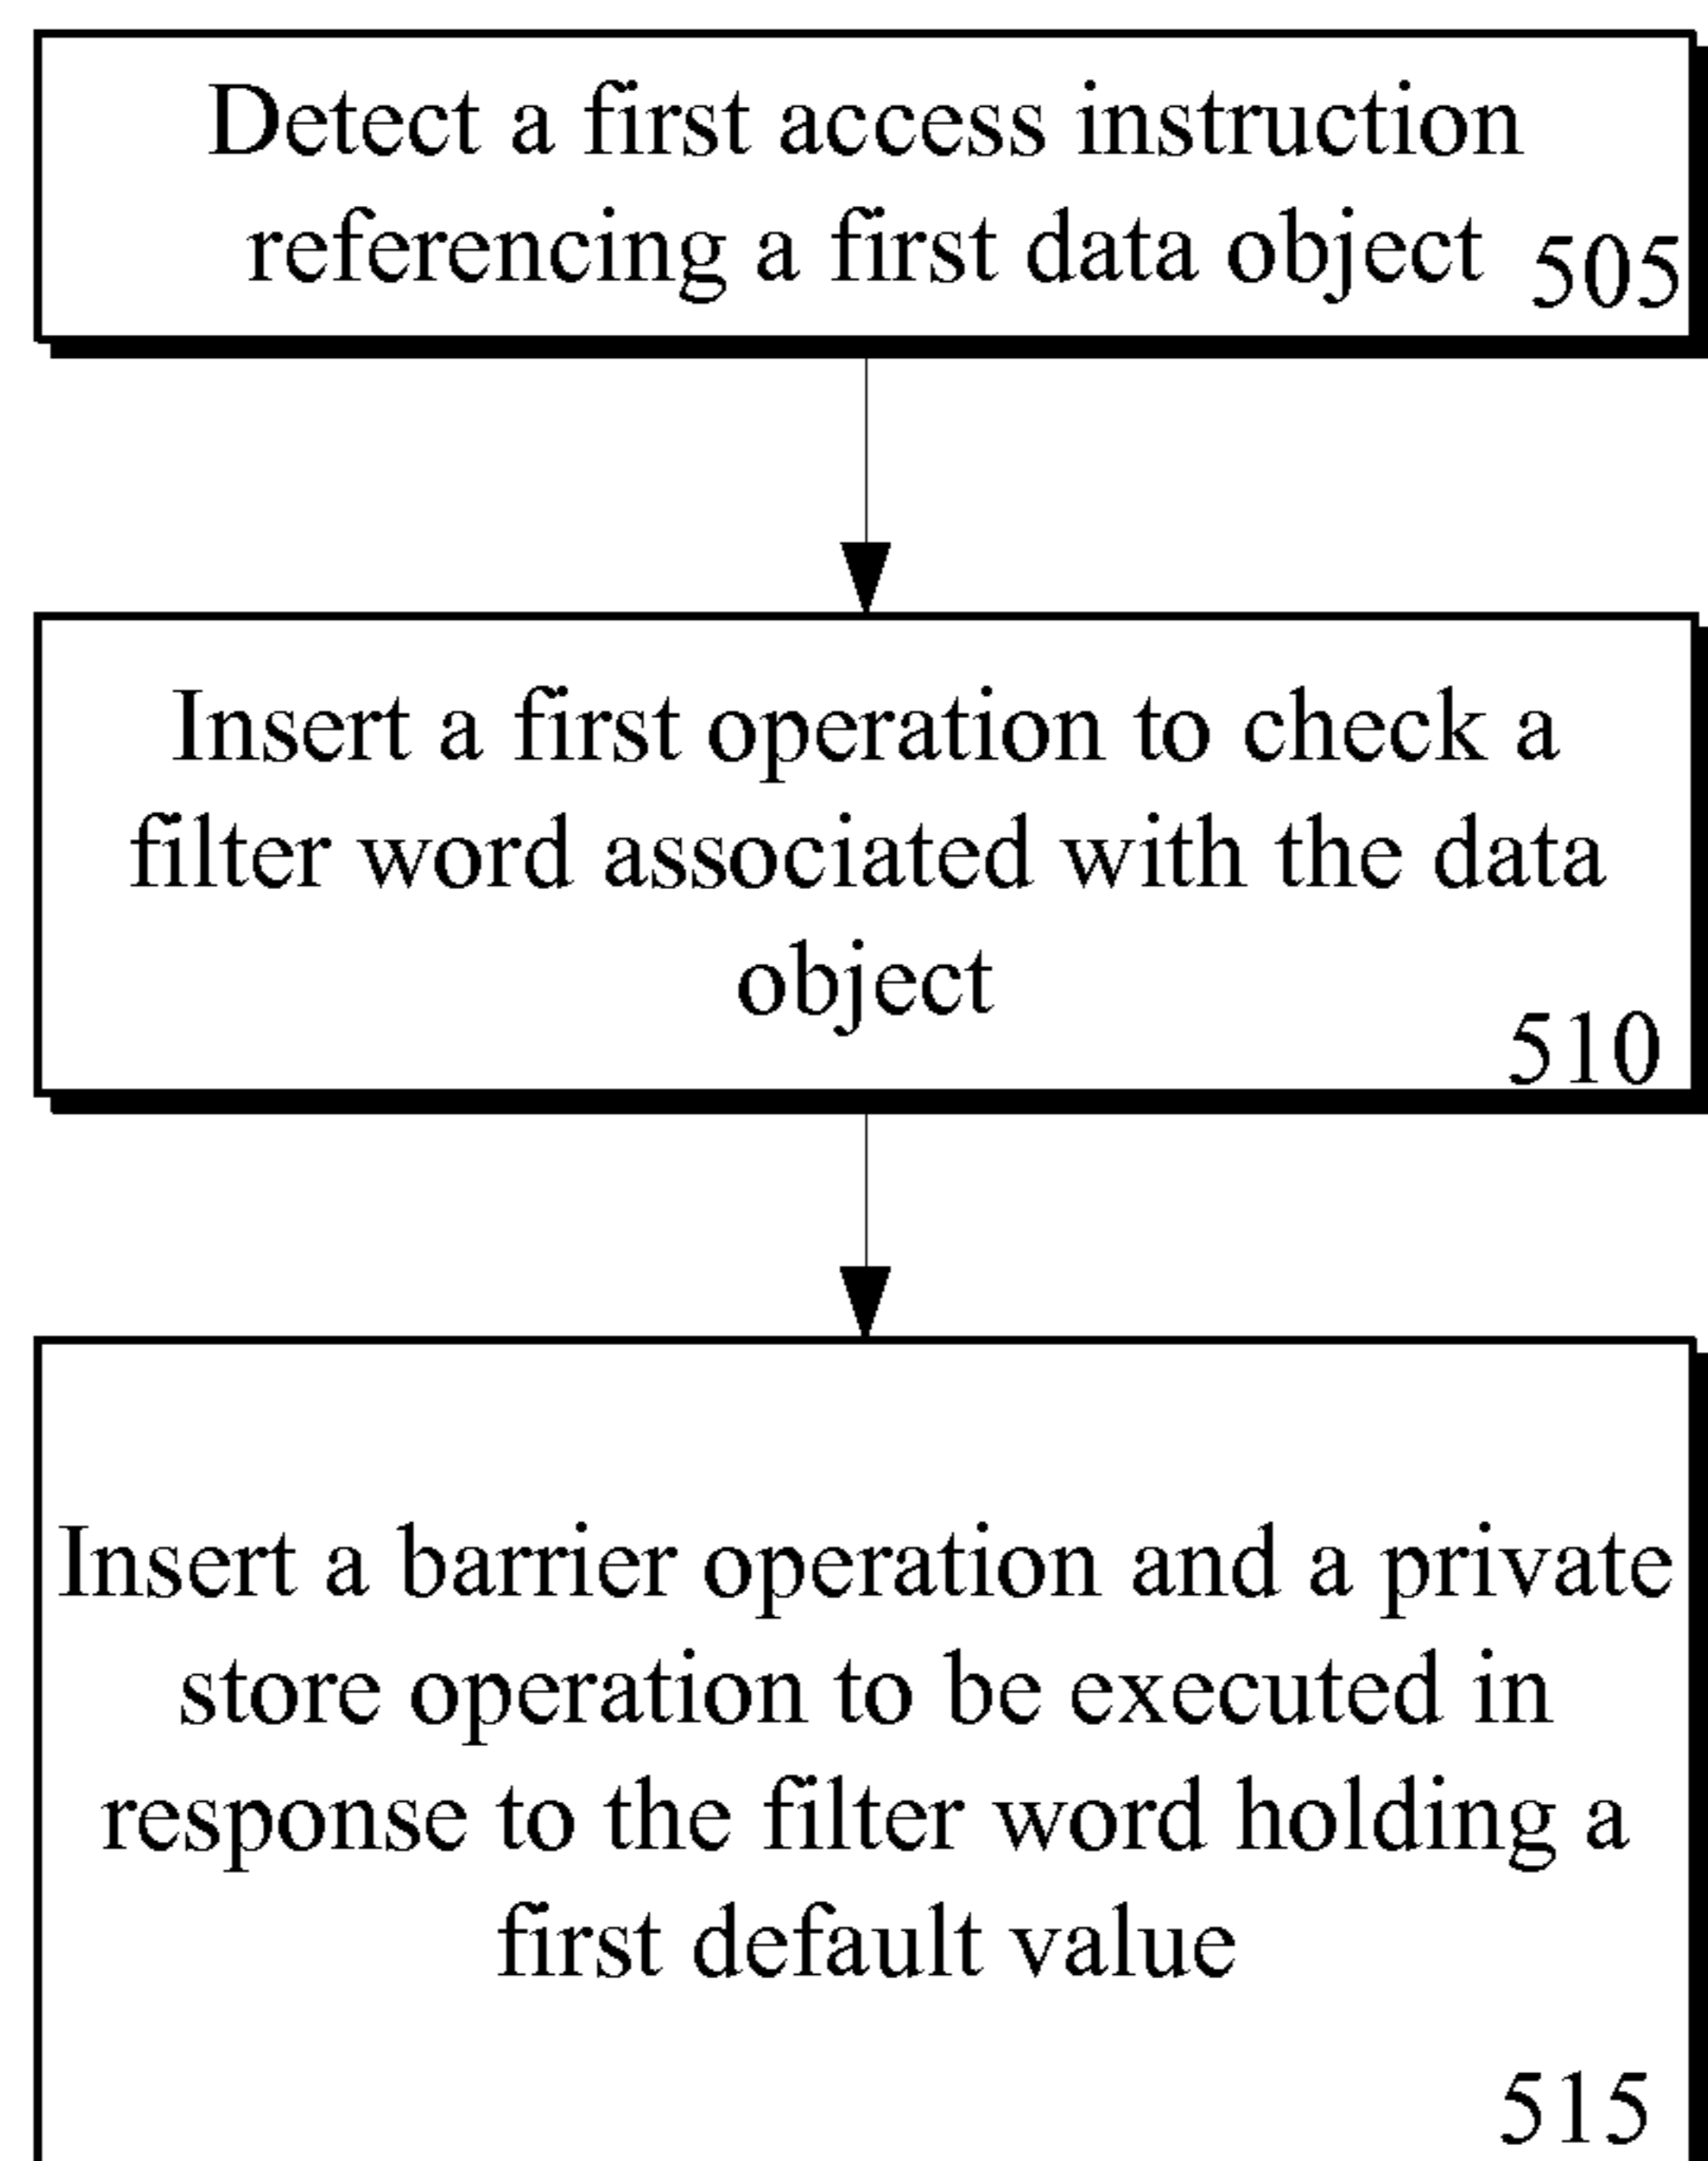 Detect a first access instruction
referencing a first data object 505
Insert a first operation to check a
filter word associated with the data
object
510
Insert a barrier operation and a private
store operation to be executed in
response to the filter word holding a
first default value
515